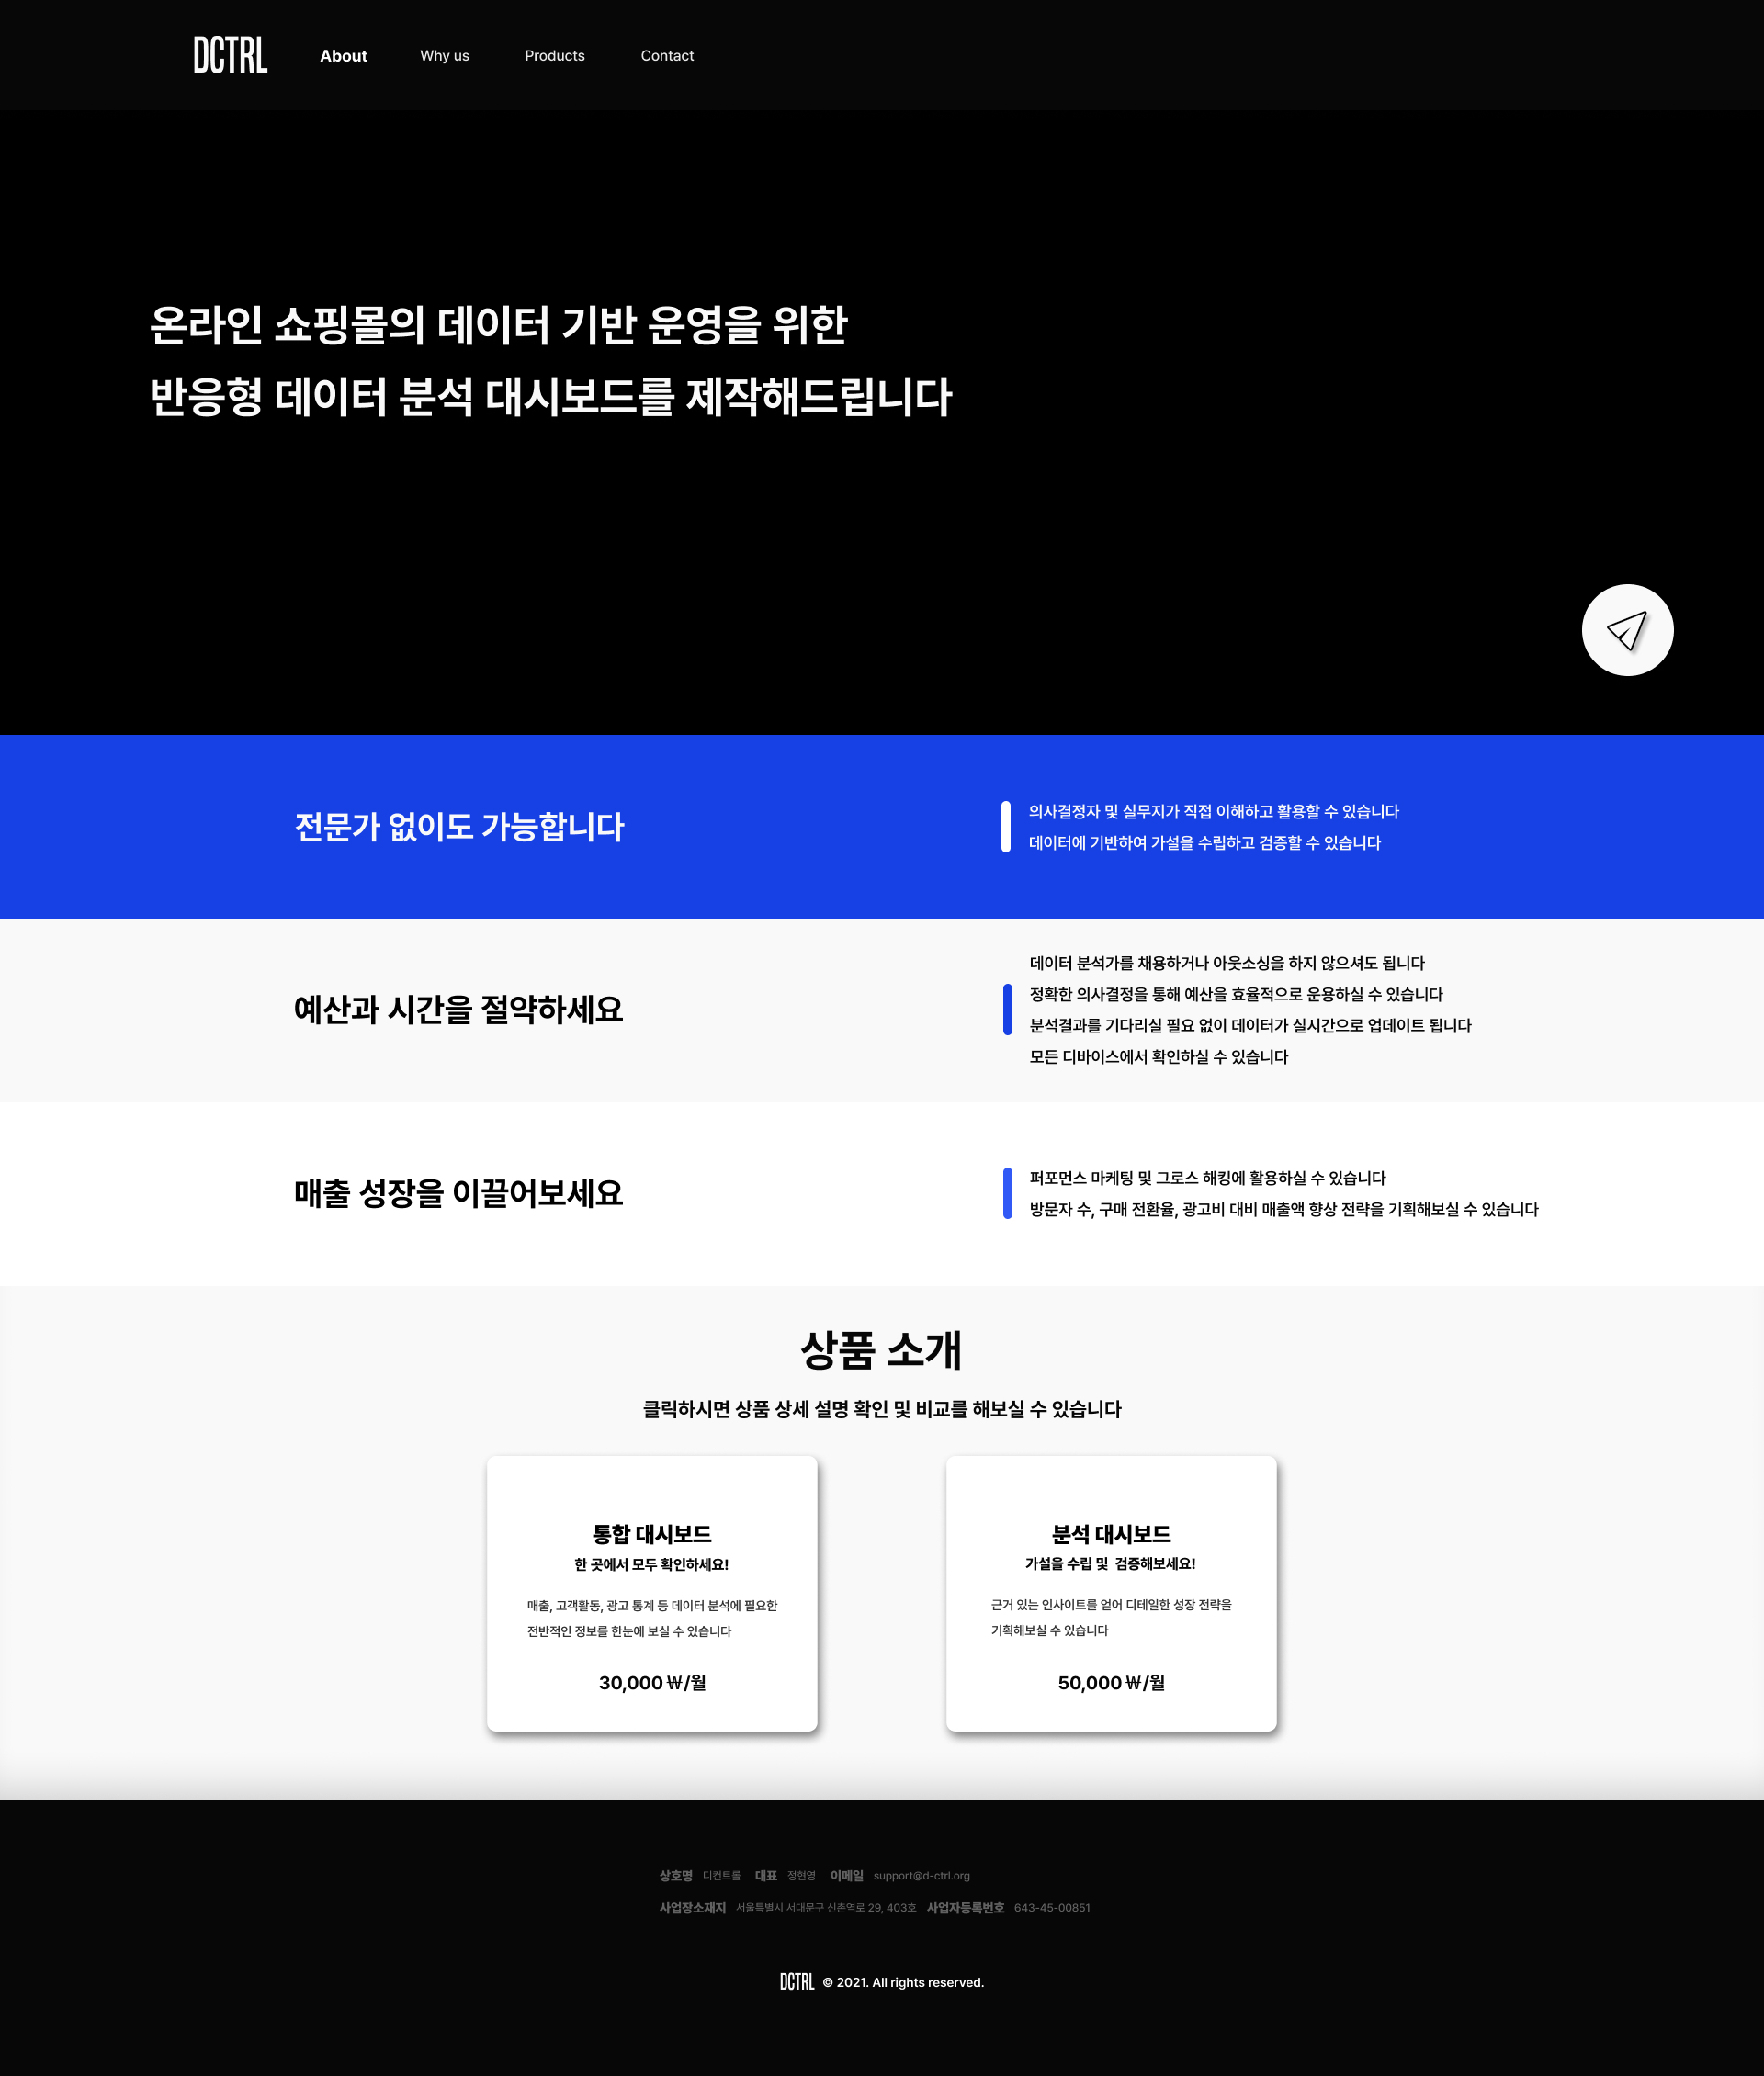 DCTRL About Why us Products Contact
온라인 쇼핑몰의 데이터 기반 운영을 위한
반응형 데이터 분석 대시보드를 제작해드립니다
전문가 없이도 가능합니다
의사결정자 및 실무지가 직접 이해하고 활용할 수 있습니다
데이터에 기반하여 가설을 수립하고 검증할 수 있습니다
예산과 시간을 절약하세요
데이터 분석가를 채용하거나 아웃소싱을 하지 않으셔도 됩니다
정확한 의사결정을 통해 예산을 효율적으로 운용하실 수 있습니다
분석결과를 기다리실 필요 없이 데이터가 실시간으로 업데이트 됩니다
모든 디바이스에서 확인하실 수 있습니다
매출 성장을 이끌어보세요
퍼포먼스 마케팅 및 그로스 해킹에 활용하실 수 있습니다
방문자 수, 구매 전환율, 광고비 대비 매출액 향상 전략을 기획해보실 수 있습니다
상품 소개
클릭하시면 상품 상세 설명 확인 및 비교를 해보실 수 있습니다
통합 대시보드
한 곳에서 모두 확인하세요!
매출, 고객활동, 광고 통계 등 데이터 분석에 필요한
전반적인 정보를 한눈에 보실 수 있습니다
30,000 ₩/월
분석 대시보드
가설을 수립 및 검증해보세요!
근거 있는 인사이트를 얻어 디테일한 성장 전략을
기획해보실 수 있습니다
50,000 ₩/월
상호명 디컨트롤 대표 정현영 이메일 support@d-ctrl.org
사업장소재지 서울특별시 서대문구 신촌역로 29, 403호 사업자등록번호 643-45-00851
DCTRL © 2021. All rights reserved.